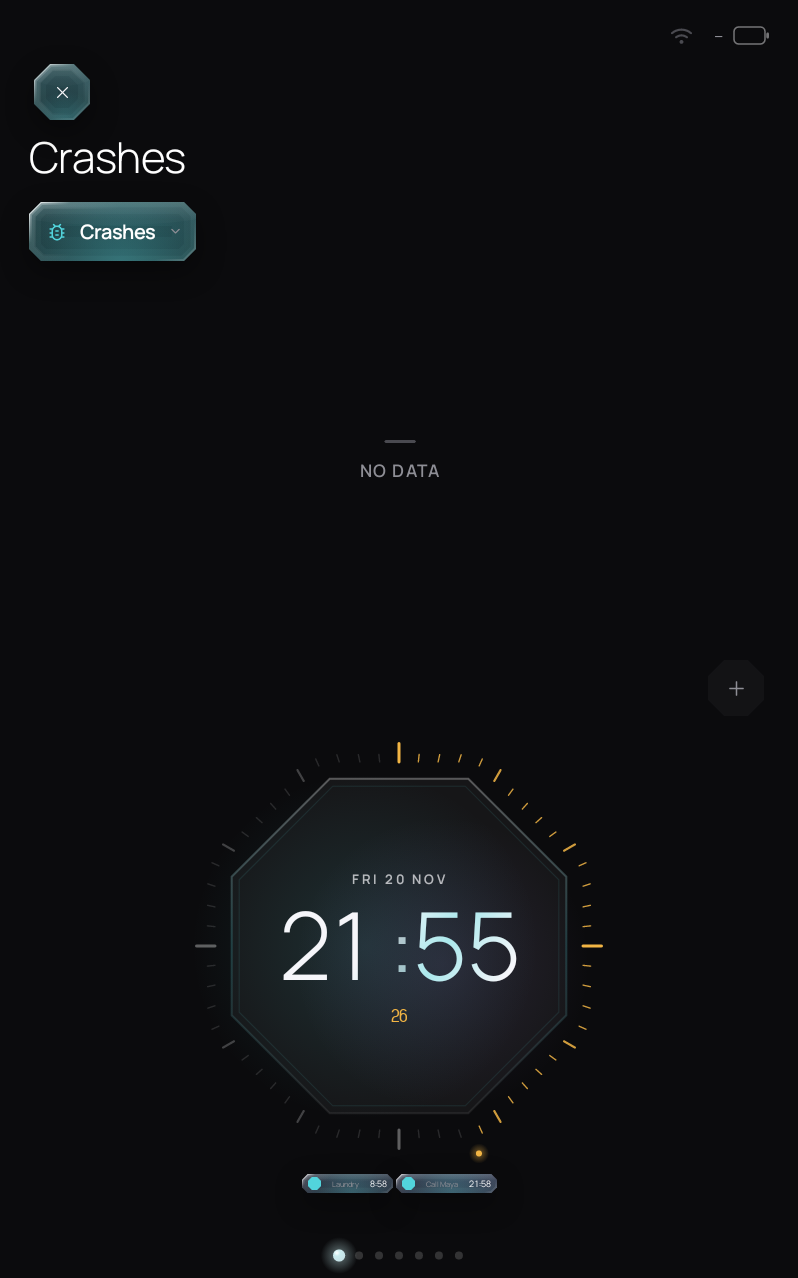 Crashes
Crashes
NO DATA
FRI 20 NOV
21:55
26
Laundry 8:58
Call Maya 21:58